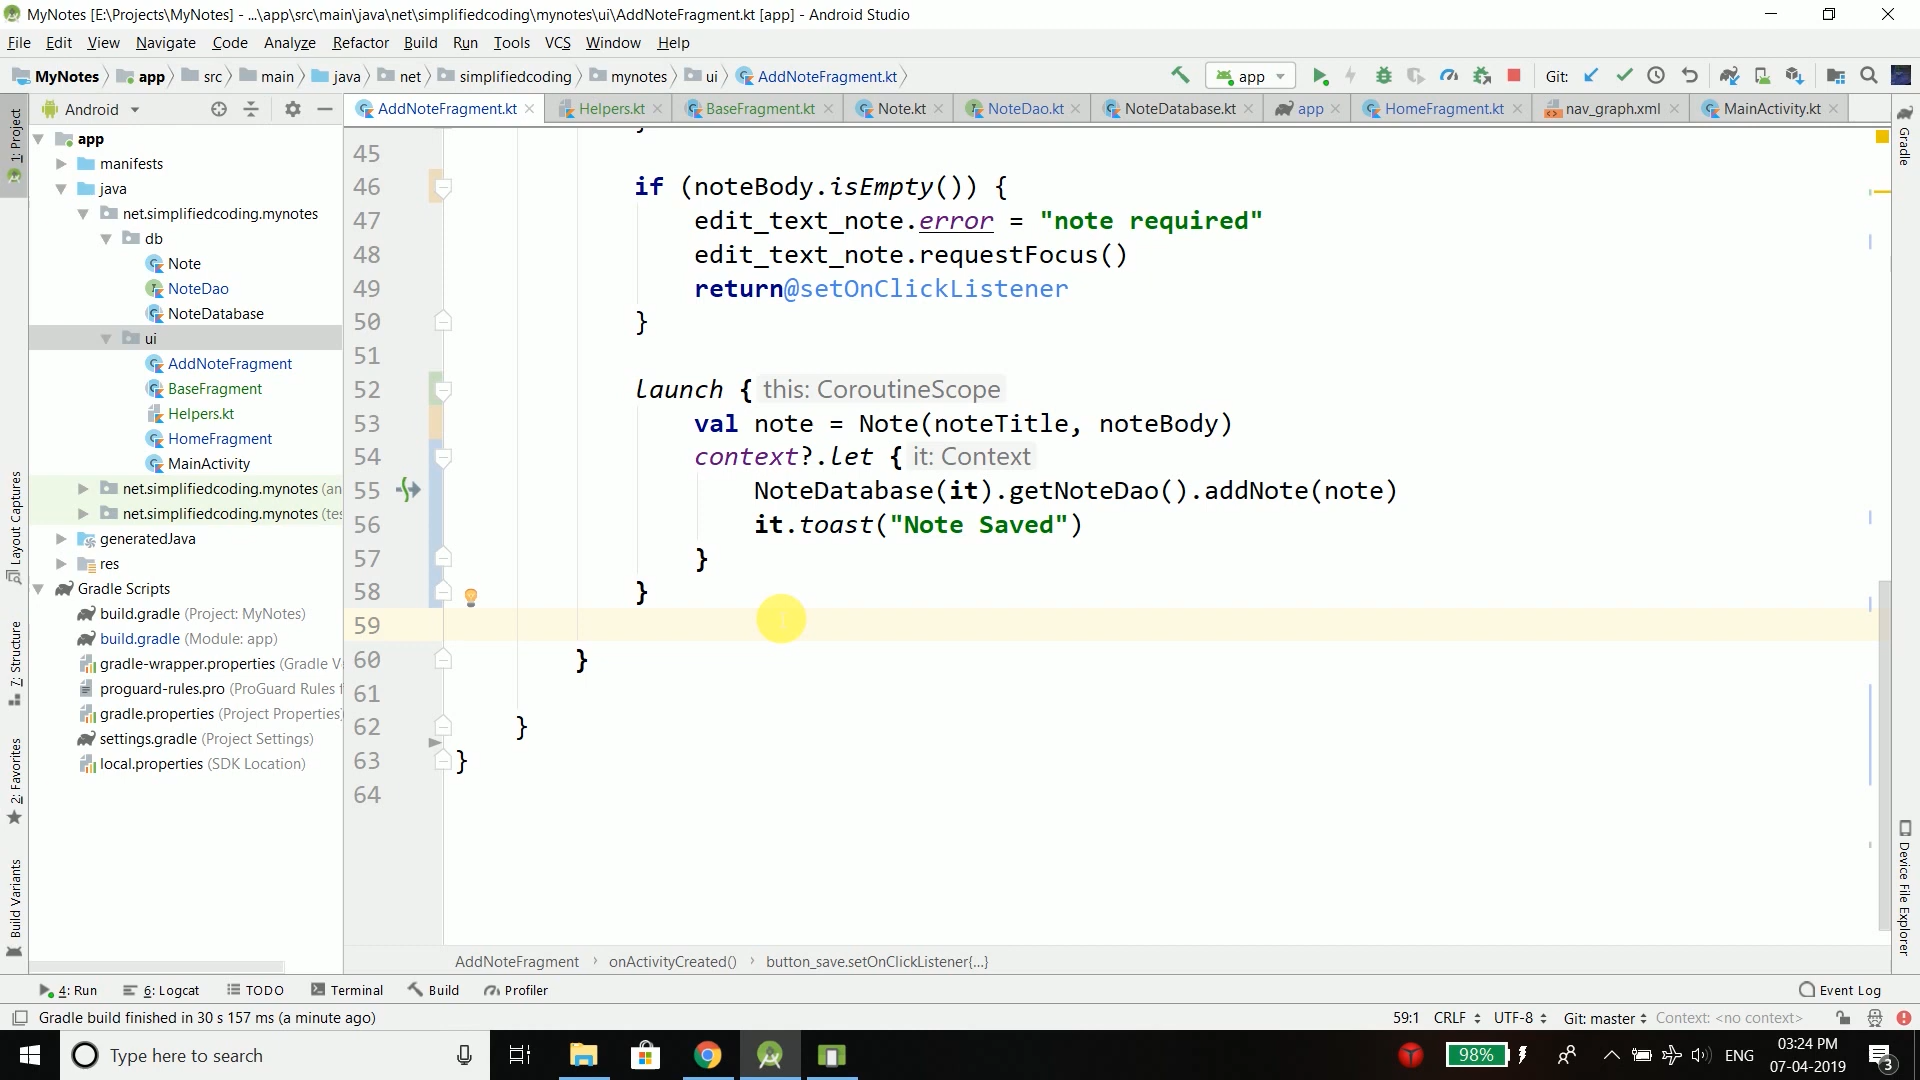 MyNotes [E:\Projects\MyNotes] - ...\app\src\main\java\net\simplifiedcoding\mynotes\ui\AddNoteFragment.kt [app] - Android Studio
File Edit View Navigate Code Analyze Refactor Build Run Tools VCS Window Help
MyNotes app src main java net simplifiedcoding mynotes ui AddNoteFragment.kt app Git:
Android
AddNoteFragment.kt Helpers.kt BaseFragment.kt Note.kt NoteDao.kt NoteDatabase.kt app HomeFragment.kt nav_graph.xml MainActivity.kt
1: Project
Layout Captures
7: Structure
2: Favorites
Build Variants
app
manifests
java
net.simplifiedcoding.mynotes
db
Note
NoteDao
NoteDatabase
ui
AddNoteFragment
BaseFragment
Helpers.kt
HomeFragment
MainActivity
net.simplifiedcoding.mynotes (an
net.simplifiedcoding.mynotes (tes
generatedJava
res
Gradle Scripts
build.gradle (Project: MyNotes)
build.gradle (Module: app)
gradle-wrapper.properties (Gradle V
proguard-rules.pro (ProGuard Rules f
gradle.properties (Project Properties)
settings.gradle (Project Settings)
local.properties (SDK Location)
45
46 if (noteBody.isEmpty()) {
47 edit_text_note.error = "note required"
48 edit_text_note.requestFocus()
49 return@setOnClickListener
50 }
51
52 launch { this: CoroutineScope
53 val note = Note(noteTitle, noteBody)
54 context?.let { it: Context
55 NoteDatabase(it).getNoteDao().addNote(note)
56 it.toast("Note Saved")
57 }
58 }
59
60 }
61
62 }
63 }
64
Gradle
Device File Explorer
AddNoteFragment › onActivityCreated() › button_save.setOnClickListener{...}
4: Run 6: Logcat TODO Terminal Build Profiler Event Log
Gradle build finished in 30 s 157 ms (a minute ago) 59:1 CRLF UTF-8 Git: master Context: <no context>
Type here to search 98% ENG 03:24 PM
07-04-2019 3